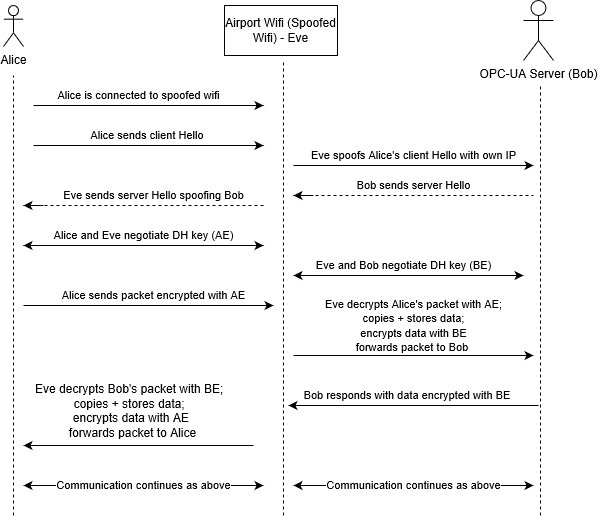 Alice
Airport Wifi (Spoofed
Wifi) - Eve
OPC-UA Server (Bob)
Alice is connected to spoofed wifi
Alice sends client Hello
Eve spoofs Alice's client Hello with own IP
Bob sends server Hello
Eve sends server Hello spoofing Bob
Alice and Eve negotiate DH key (AE)
Eve and Bob negotiate DH key (BE)
Alice sends packet encrypted with AE
Eve decrypts Alice's packet with AE;
copies + stores data;
encrypts data with BE
forwards packet to Bob
Bob responds with data encrypted with BE
Eve decrypts Bob's packet with BE;
copies + stores data;
encrypts data with AE
forwards packet to Alice
Communication continues as above
Communication continues as above